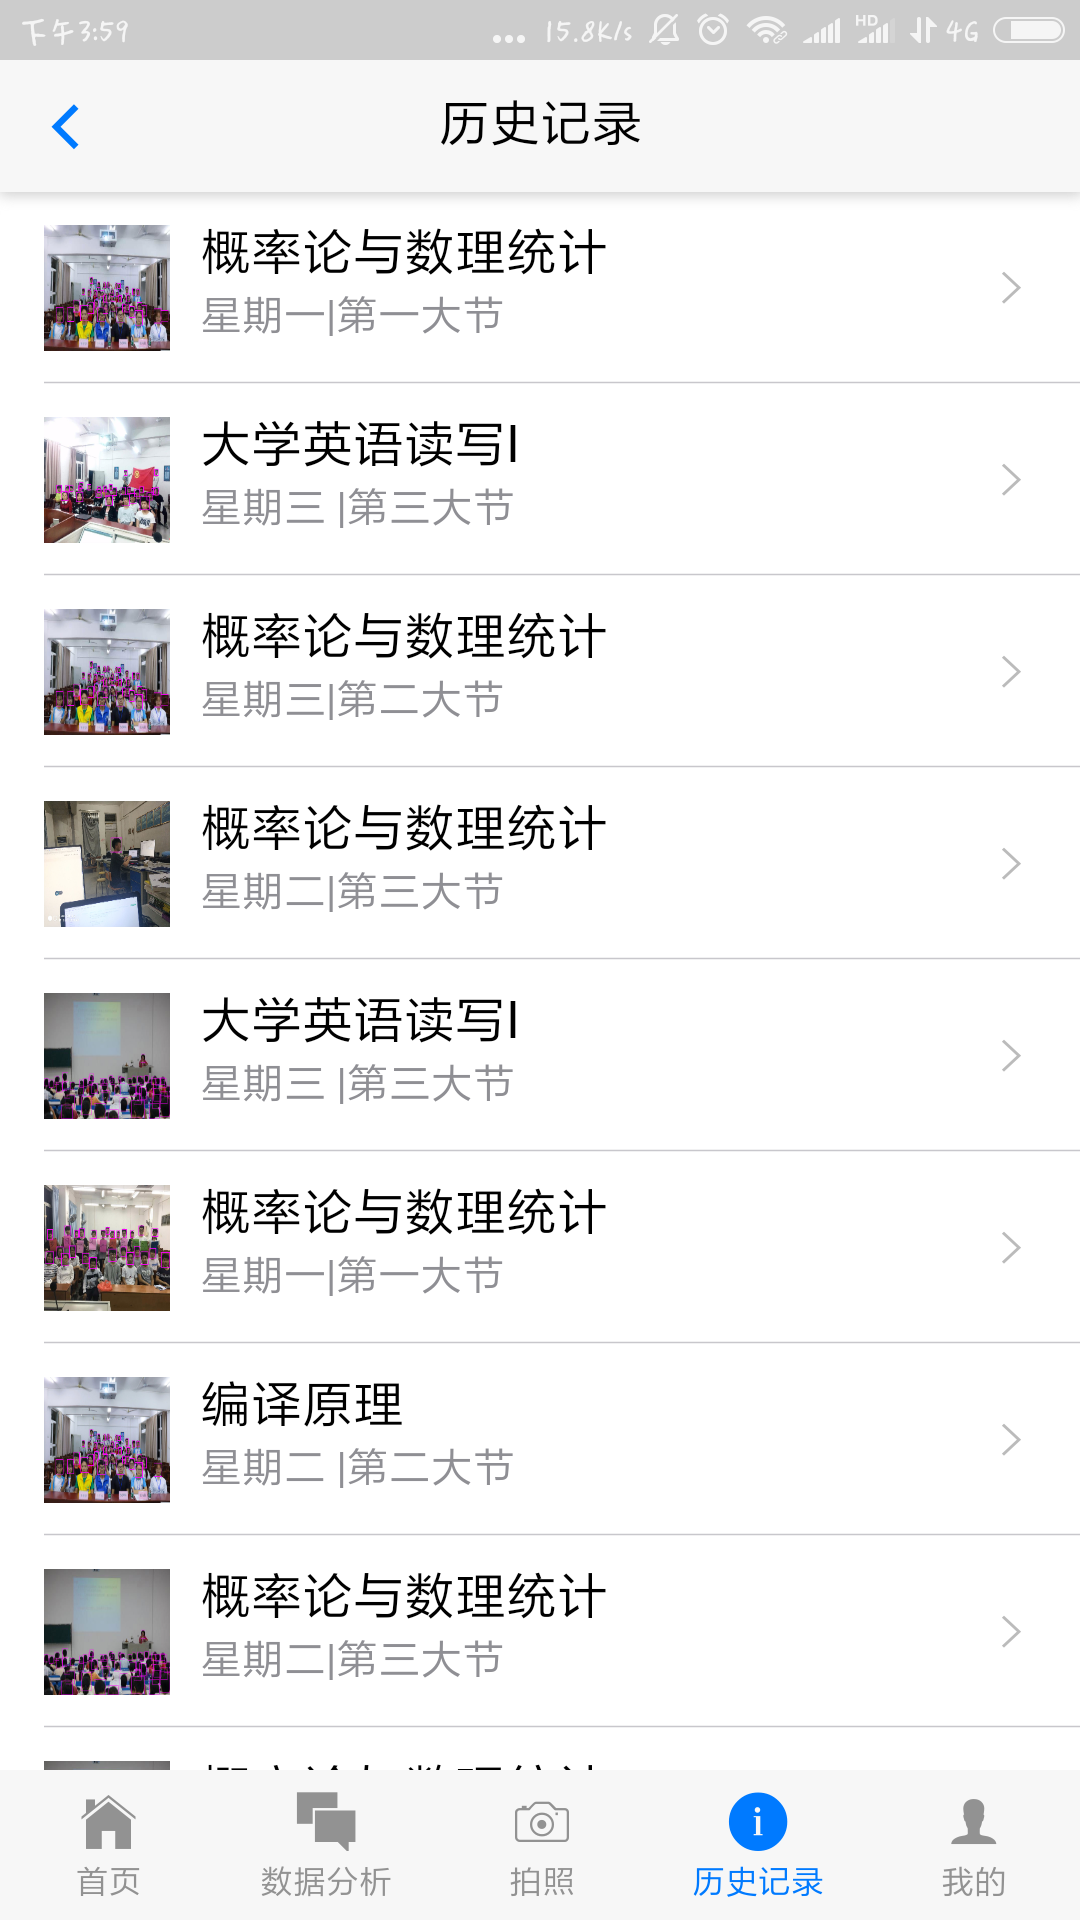 下午3:59
... 15.8K/s HD 4G
历史记录
概率论与数理统计
星期一|第一大节
大学英语读写I
星期三 |第三大节
概率论与数理统计
星期三|第二大节
概率论与数理统计
星期二|第三大节
大学英语读写I
星期三 |第三大节
概率论与数理统计
星期一|第一大节
编译原理
星期二 |第二大节
概率论与数理统计
星期二|第三大节
首页 数据分析 拍照 历史记录 我的